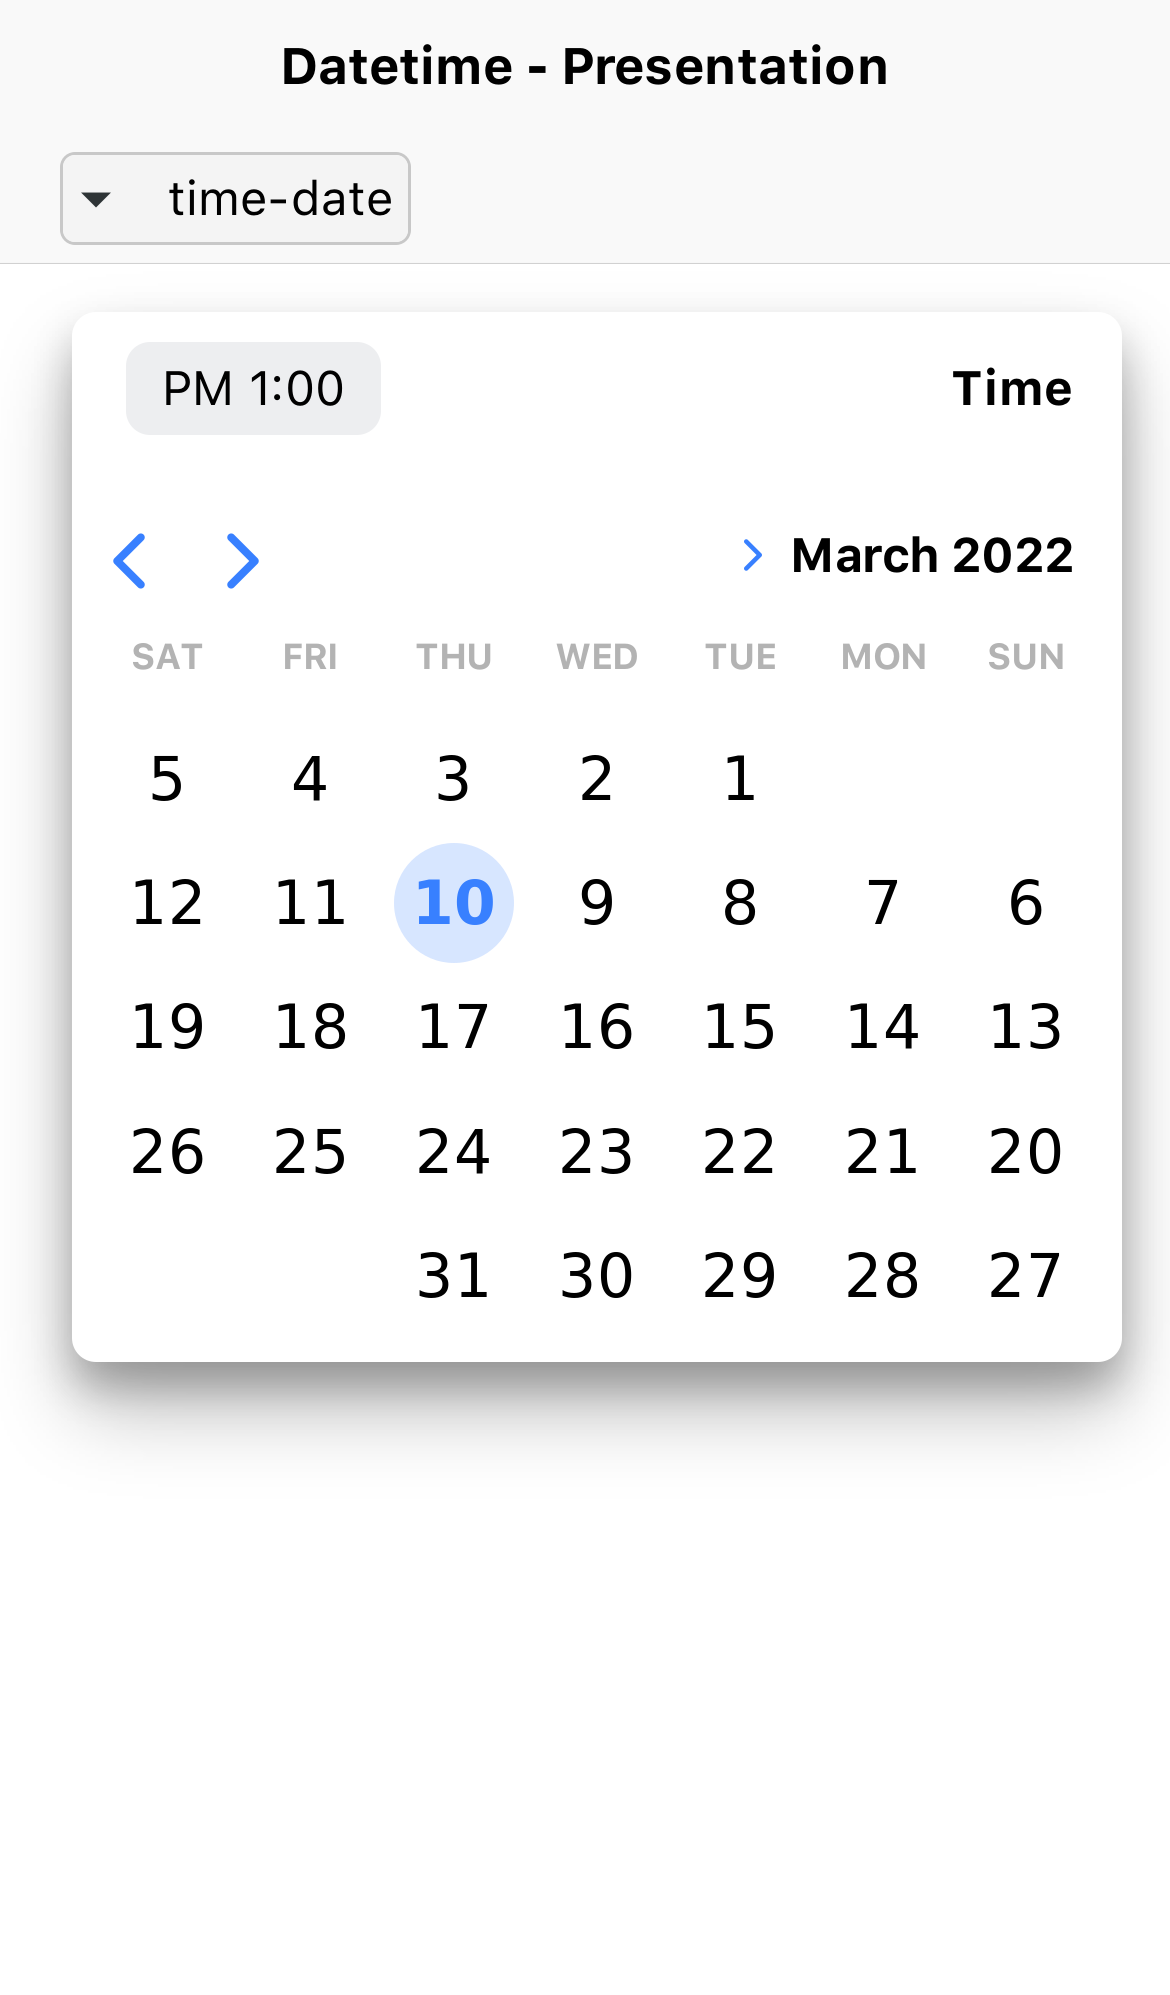 Datetime - Presentation
time-date
PM 1:00 Time
March 2022
SAT FRI THU WED TUE MON SUN
5 4 3 2 1
12 11 10 9 8 7 6
19 18 17 16 15 14 13
26 25 24 23 22 21 20
31 30 29 28 27